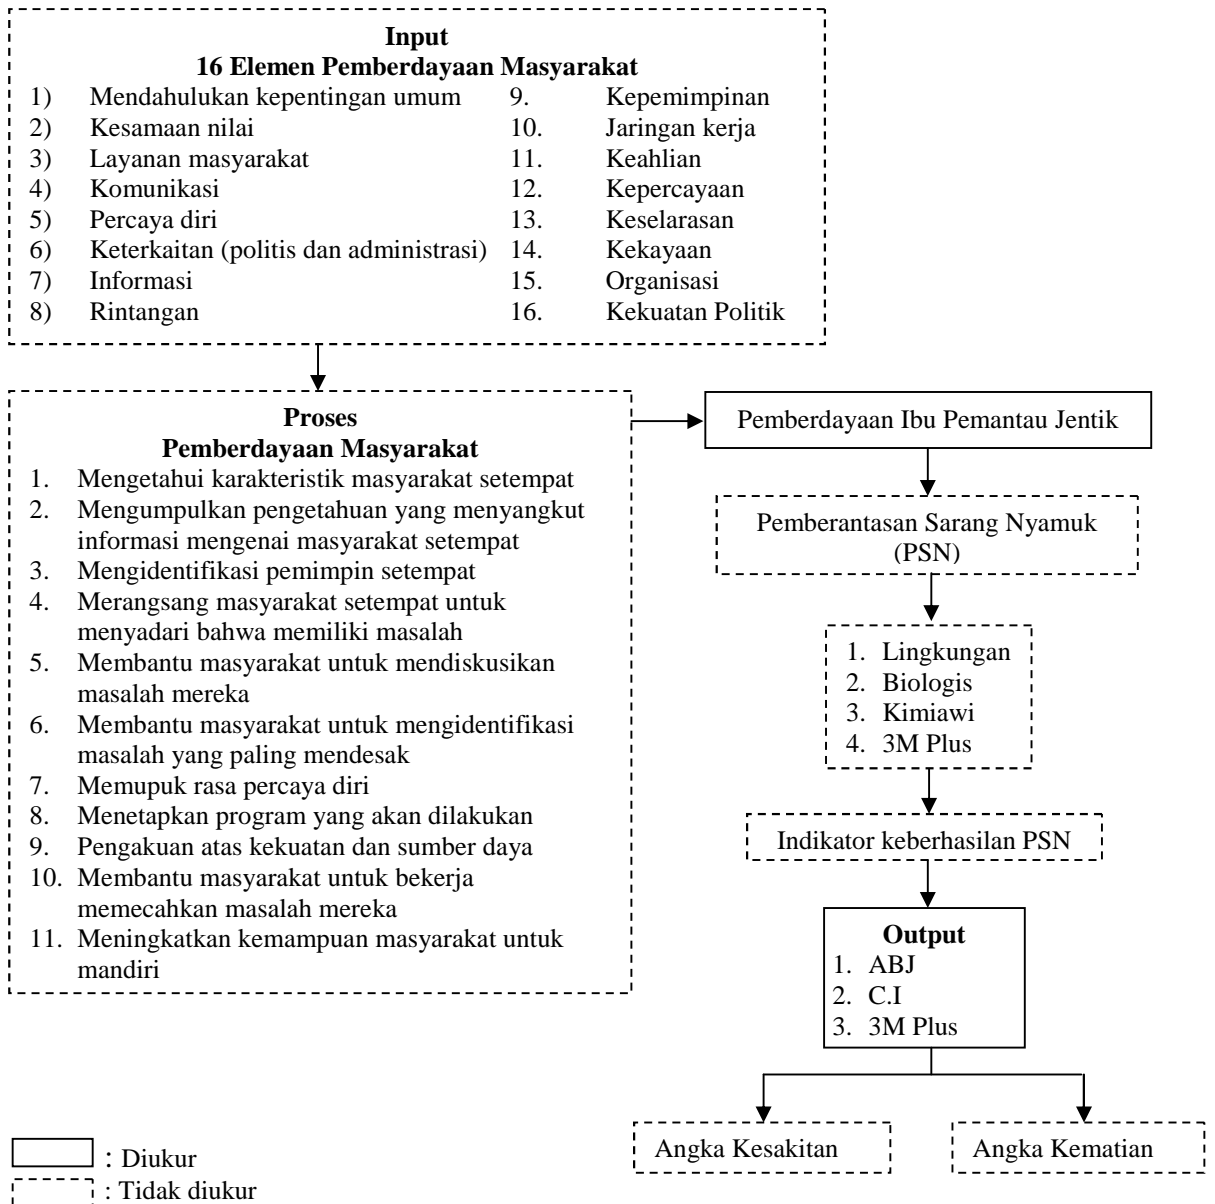 Input
16 Elemen Pemberdayaan Masyarakat
1) Mendahulukan kepentingan umum
2) Kesamaan nilai
3) Layanan masyarakat
4) Komunikasi
5) Percaya diri
6) Keterkaitan (politis dan administrasi)
7) Informasi
8) Rintangan
9. Kepemimpinan
10. Jaringan kerja
11. Keahlian
12. Kepercayaan
13. Keselarasan
14. Kekayaan
15. Organisasi
16. Kekuatan Politik
Proses
Pemberdayaan Masyarakat
1. Mengetahui karakteristik masyarakat setempat
2. Mengumpulkan pengetahuan yang menyangkut
informasi mengenai masyarakat setempat
3. Mengidentifikasi pemimpin setempat
4. Merangsang masyarakat setempat untuk
menyadari bahwa memiliki masalah
5. Membantu masyarakat untuk mendiskusikan
masalah mereka
6. Membantu masyarakat untuk mengidentifikasi
masalah yang paling mendesak
7. Memupuk rasa percaya diri
8. Menetapkan program yang akan dilakukan
9. Pengakuan atas kekuatan dan sumber daya
10. Membantu masyarakat untuk bekerja
memecahkan masalah mereka
11. Meningkatkan kemampuan masyarakat untuk
mandiri
Pemberdayaan Ibu Pemantau Jentik
Pemberantasan Sarang Nyamuk
(PSN)
1. Lingkungan
2. Biologis
3. Kimiawi
4. 3M Plus
Indikator keberhasilan PSN
Output
1. ABJ
2. C.I
3. 3M Plus
Angka Kesakitan
Angka Kematian
: Diukur
: Tidak diukur